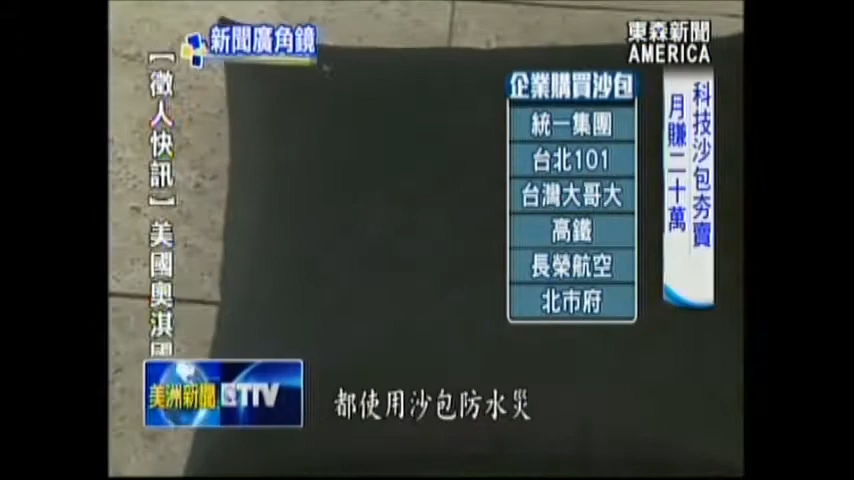 新聞廣角鏡
東森新聞
AMERICA
【徵人快訊】美國奧淇國
企業購買沙包
統一集團
台北101
台灣大哥大
高鐵
長榮航空
北市府
科技沙包夯賣
月賺二十萬
美洲新聞 ETTV
都使用沙包防水災